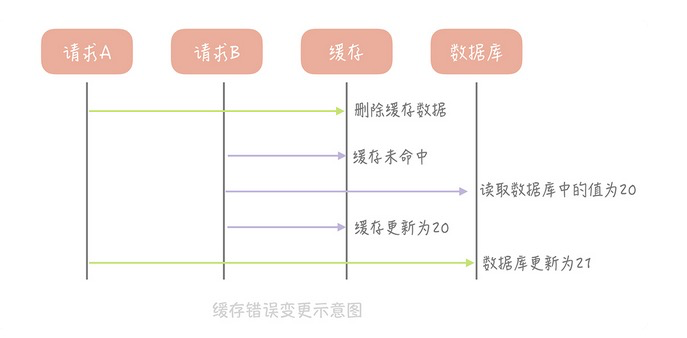 请求A 请求B 缓存 数据库
删除缓存数据
缓存未命中
读取数据库中的值为20
缓存更新为20
数据库更新为21
缓存错误变更示意图